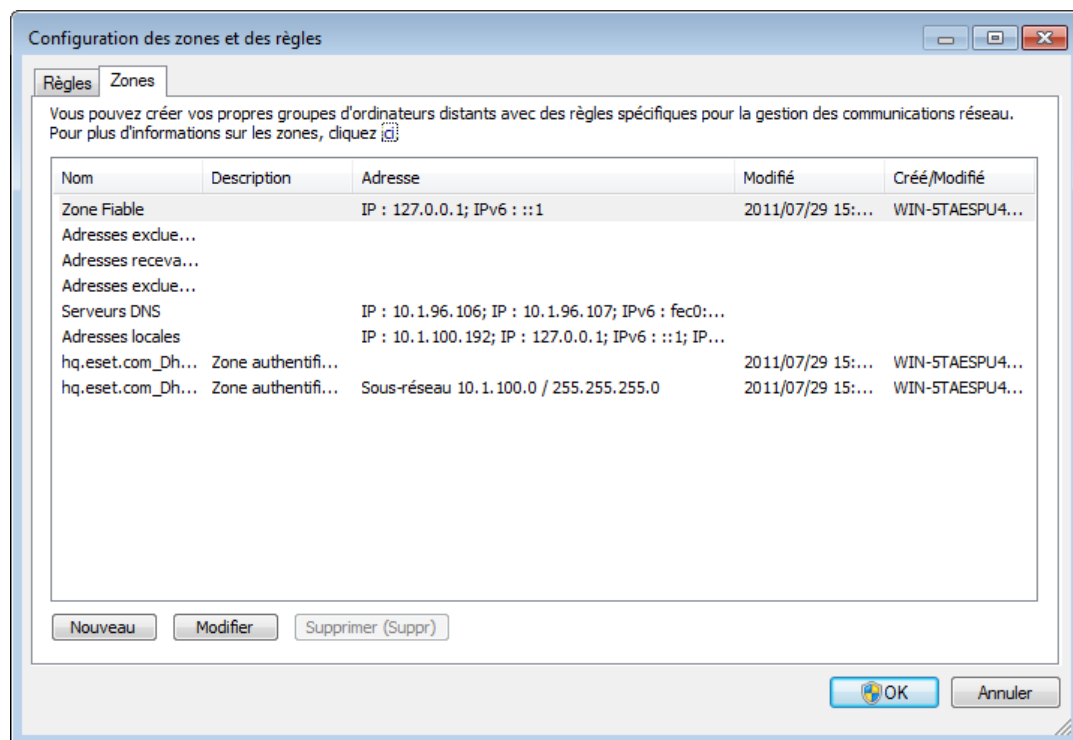 Configuration des zones et des règles
Règles Zones
Vous pouvez créer vos propres groupes d'ordinateurs distants avec des règles spécifiques pour la gestion des communications réseau.
Pour plus d'informations sur les zones, cliquez ici
Nom Description Adresse Modifié Créé/Modifié
Zone Fiable IP : 127.0.0.1; IPv6 : ::1 2011/07/29 15:... WIN-5TAESPU4...
Adresses exclue...
Adresses receva...
Adresses exclue...
Serveurs DNS IP : 10.1.96.106; IP : 10.1.96.107; IPv6 : fec0:...
Adresses locales IP : 10.1.100.192; IP : 127.0.0.1; IPv6 : ::1; IP...
hq.eset.com_Dh... Zone authentifi... 2011/07/29 15:... WIN-5TAESPU4...
hq.eset.com_Dh... Zone authentifi... Sous-réseau 10.1.100.0 / 255.255.255.0 2011/07/29 15:... WIN-5TAESPU4...
Nouveau Modifier Supprimer (Suppr)
OK Annuler